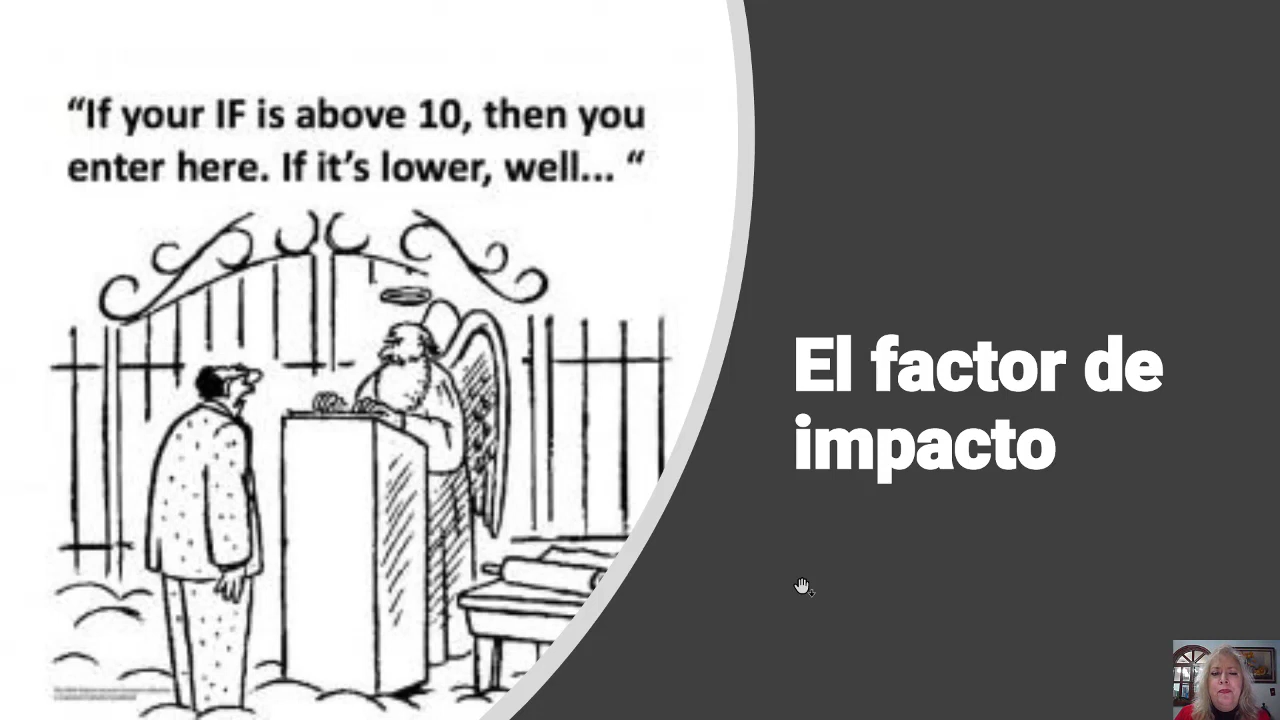 “If your IF is above 10, then you
enter here. If it’s lower, well... “
El factor de
impacto